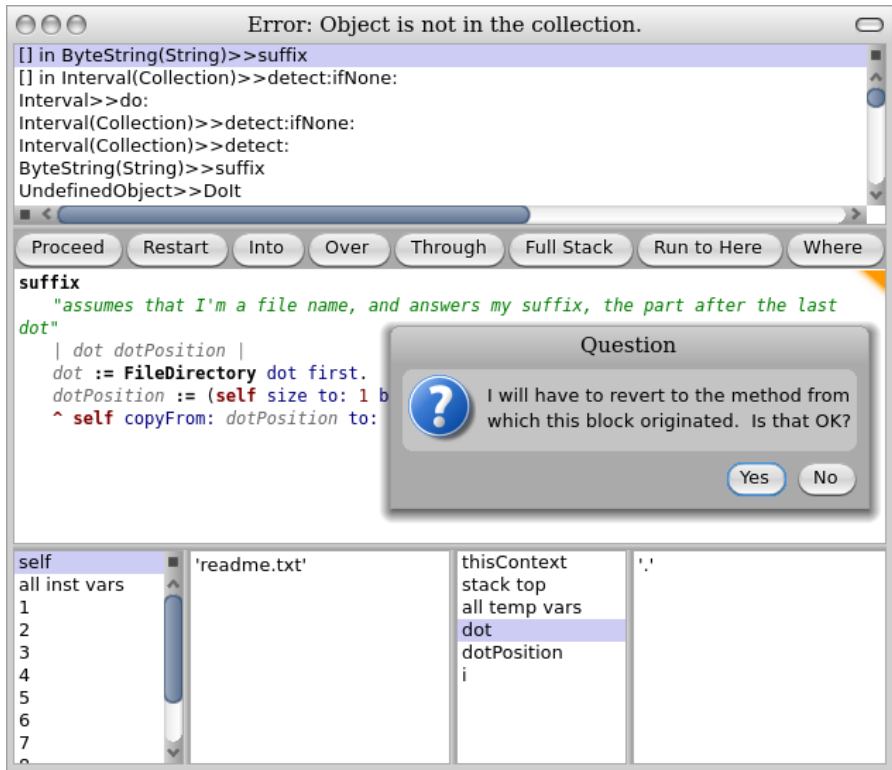 Error: Object is not in the collection.
[] in ByteString(String)>>suffix
[] in Interval(Collection)>>detect:ifNone:
Interval>>do:
Interval(Collection)>>detect:ifNone:
Interval(Collection)>>detect:
ByteString(String)>>suffix
UndefinedObject>>DoIt
Proceed Restart Into Over Through Full Stack Run to Here Where
suffix
"assumes that I'm a file name, and answers my suffix, the part after the last
dot"
| dot dotPosition |
dot := FileDirectory dot first.
dotPosition := (self size to: 1 b
^ self copyFrom: dotPosition to:
Question
I will have to revert to the method from
which this block originated.  Is that OK?
Yes No
self
all inst vars
1
2
3
4
5
6
7
'readme.txt'
thisContext
stack top
all temp vars
dot
dotPosition
i
'.'